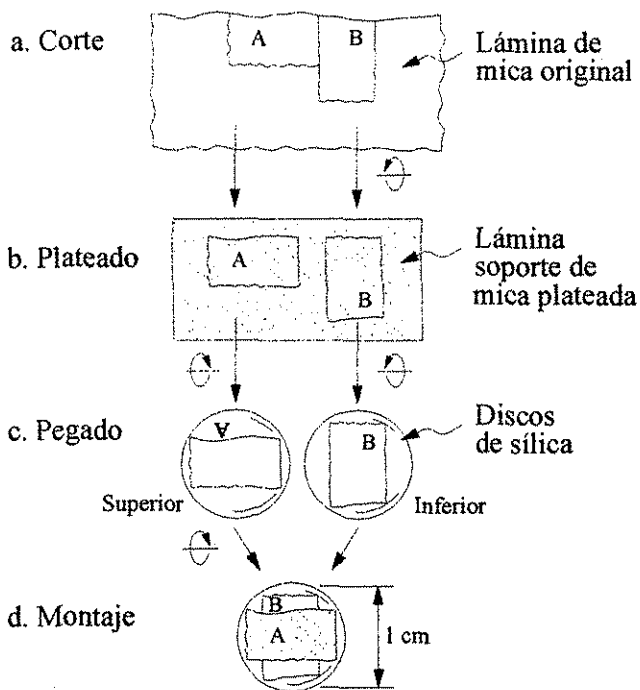 a. Corte
A
B
Lámina de
mica original
b. Plateado
A
B
Lámina
soporte de
mica plateada
c. Pegado
∀
B
Discos
de sílica
Superior
Inferior
d. Montaje
B
A
1 cm